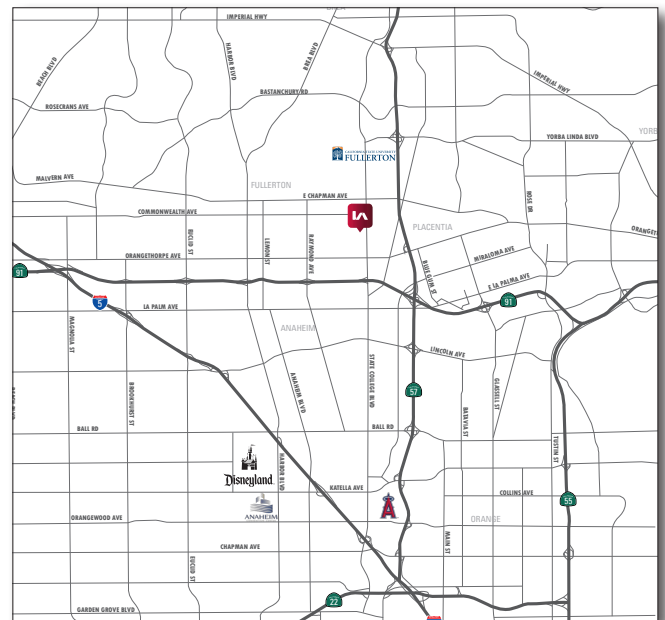 IMPERIAL HWY
BEACH BLVD
HARBOR BLVD
BREA BLVD
IMPERIAL HWY
BASTANCHURY RD
ROSECRANS AVE
YORBA LINDA BLVD
YORB
CALIFORNIA STATE UNIVERSITY
FULLERTON
MALVERN AVE
FULLERTON
E CHAPMAN AVE
ROSE DR
COMMONWEALTH AVE
LA
PLACENTIA
ORANGET
EUCLID ST
LEMON ST
RAYMOND AVE
ORANGETHORPE AVE
MIRALOMA AVE
BLUE GUM ST
E LA PALMA AVE
91
5
91
LA PALM AVE
MAGNOLIA ST
ANAHEIM
LINCOLN AVE
STATE COLLEGE BLVD
ANAHEIM BLVD
BROOKHURST ST
57
GLASSELL ST
BATAVIA ST
BALL RD
BALL RD
TUSTIN ST
Disneyland
HARBOR BLVD
KATELLA AVE
COLLINS AVE
55
A
ANAHEIM
ORANGEWOOD AVE
ORANGE
MAIN ST
CHAPMAN AVE
EUCLID ST
22
GARDEN GROVE BLVD